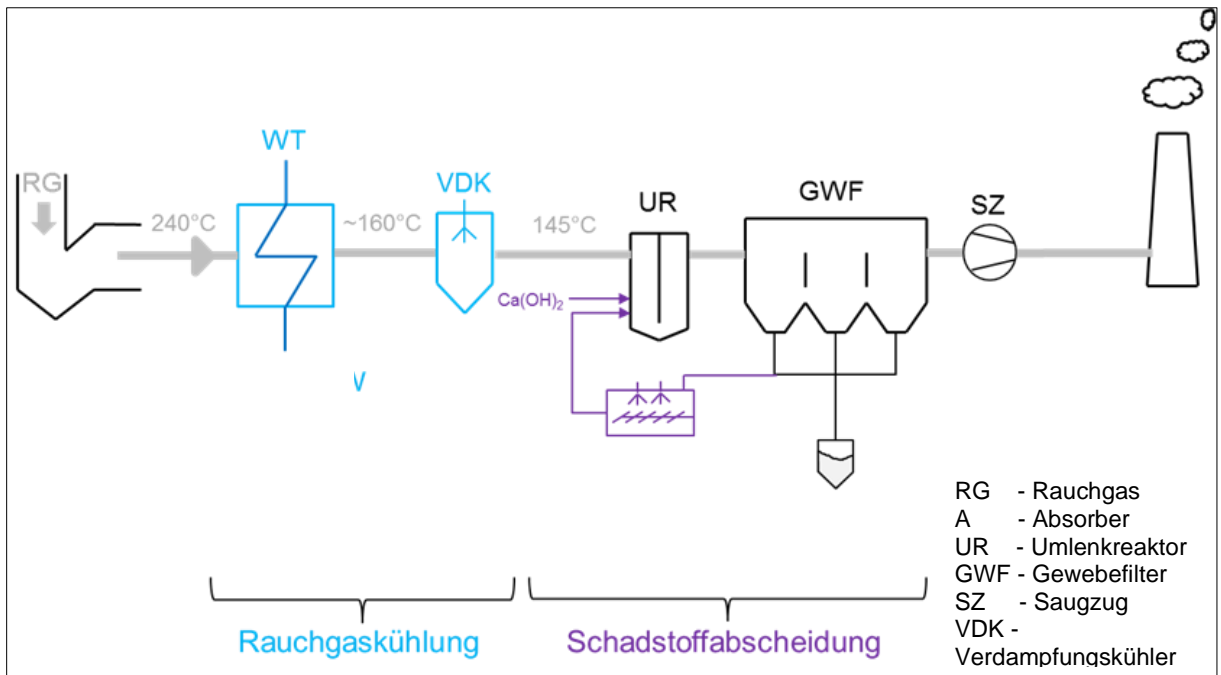 WT
RG
VDK
UR
GWF
SZ
240°C
~160°C
145°C
Ca(OH)2
V
RG - Rauchgas
A - Absorber
UR - Umlenkreaktor
GWF - Gewebefilter
SZ - Saugzug
VDK -
Verdampfungskühler
Rauchgaskühlung
Schadstoffabscheidung